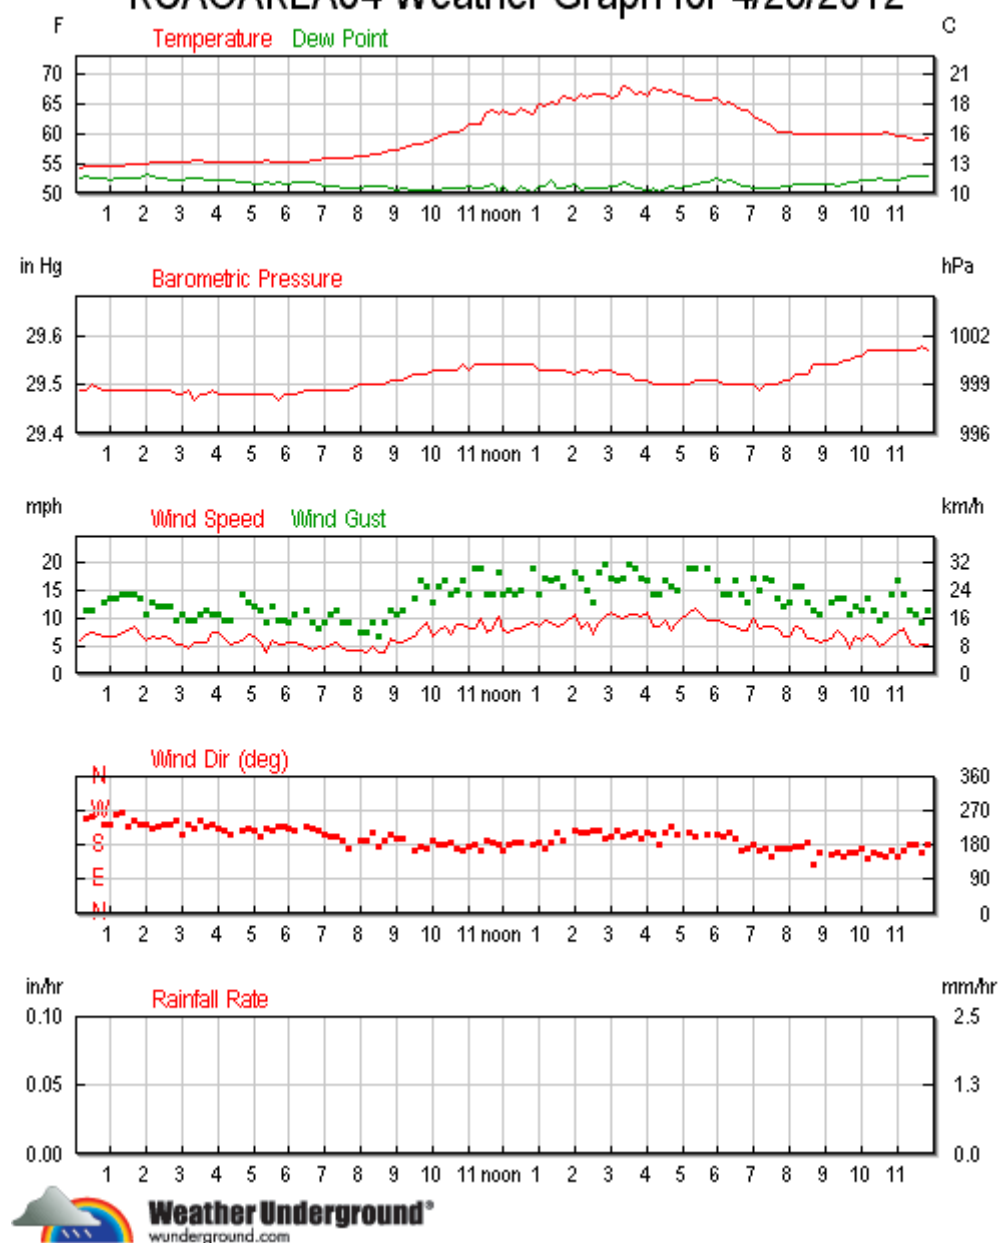 Weather Graph for
F C
Temperature Dew Point
70 21
65 18
60 16
55 13
50 10
1 2 3 4 5 6 7 8 9 10 11 noon 1 2 3 4 5 6 7 8 9 10 11
in Hg hPa
Barometric Pressure
29.6 1002
29.5 999
29.4 996
1 2 3 4 5 6 7 8 9 10 11 noon 1 2 3 4 5 6 7 8 9 10 11
mph km/h
Wind Speed Wind Gust
20 32
15 24
10 16
5 8
0 0
1 2 3 4 5 6 7 8 9 10 11 noon 1 2 3 4 5 6 7 8 9 10 11
Wind Dir (deg)
N 360
W 270
S 180
E 90
N 0
1 2 3 4 5 6 7 8 9 10 11 noon 1 2 3 4 5 6 7 8 9 10 11
in/hr mm/hr
Rainfall Rate
0.10 2.5
0.05 1.3
0.00 0.0
1 2 3 4 5 6 7 8 9 10 11 noon 1 2 3 4 5 6 7 8 9 10 11
Weather Underground®
wunderground.com